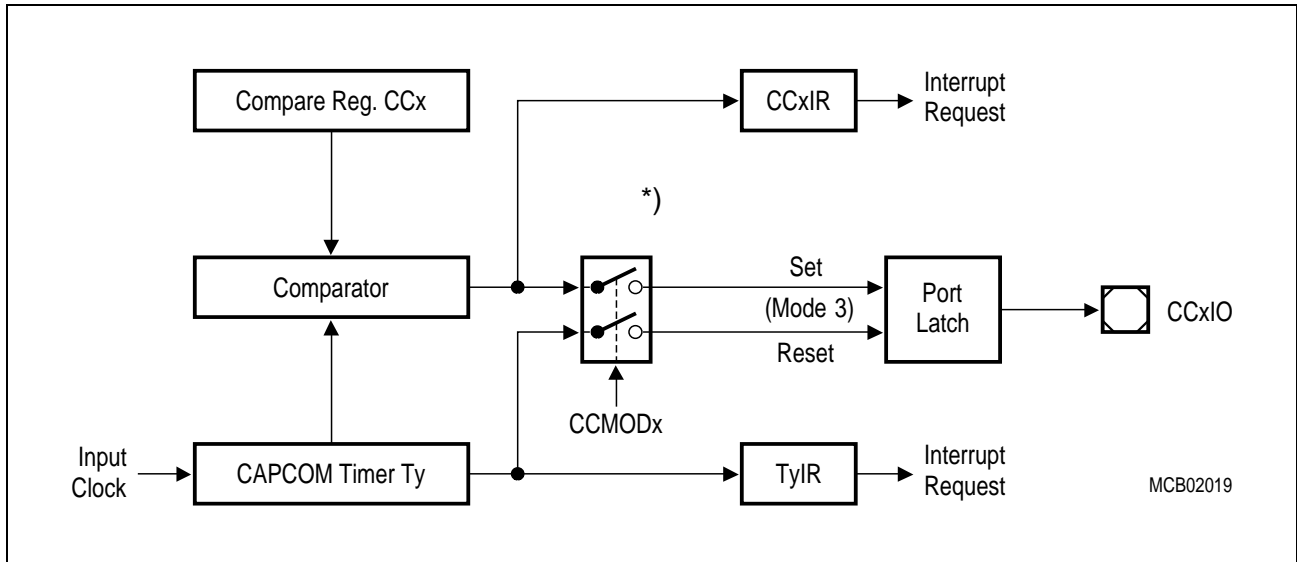 Compare Reg. CCx
CCxIR
Interrupt
Request
*)
Comparator
Set
(Mode 3)
Reset
Port
Latch
CCxIO
CCMODx
Input
Clock
CAPCOM Timer Ty
TyIR
Interrupt
Request
MCB02019